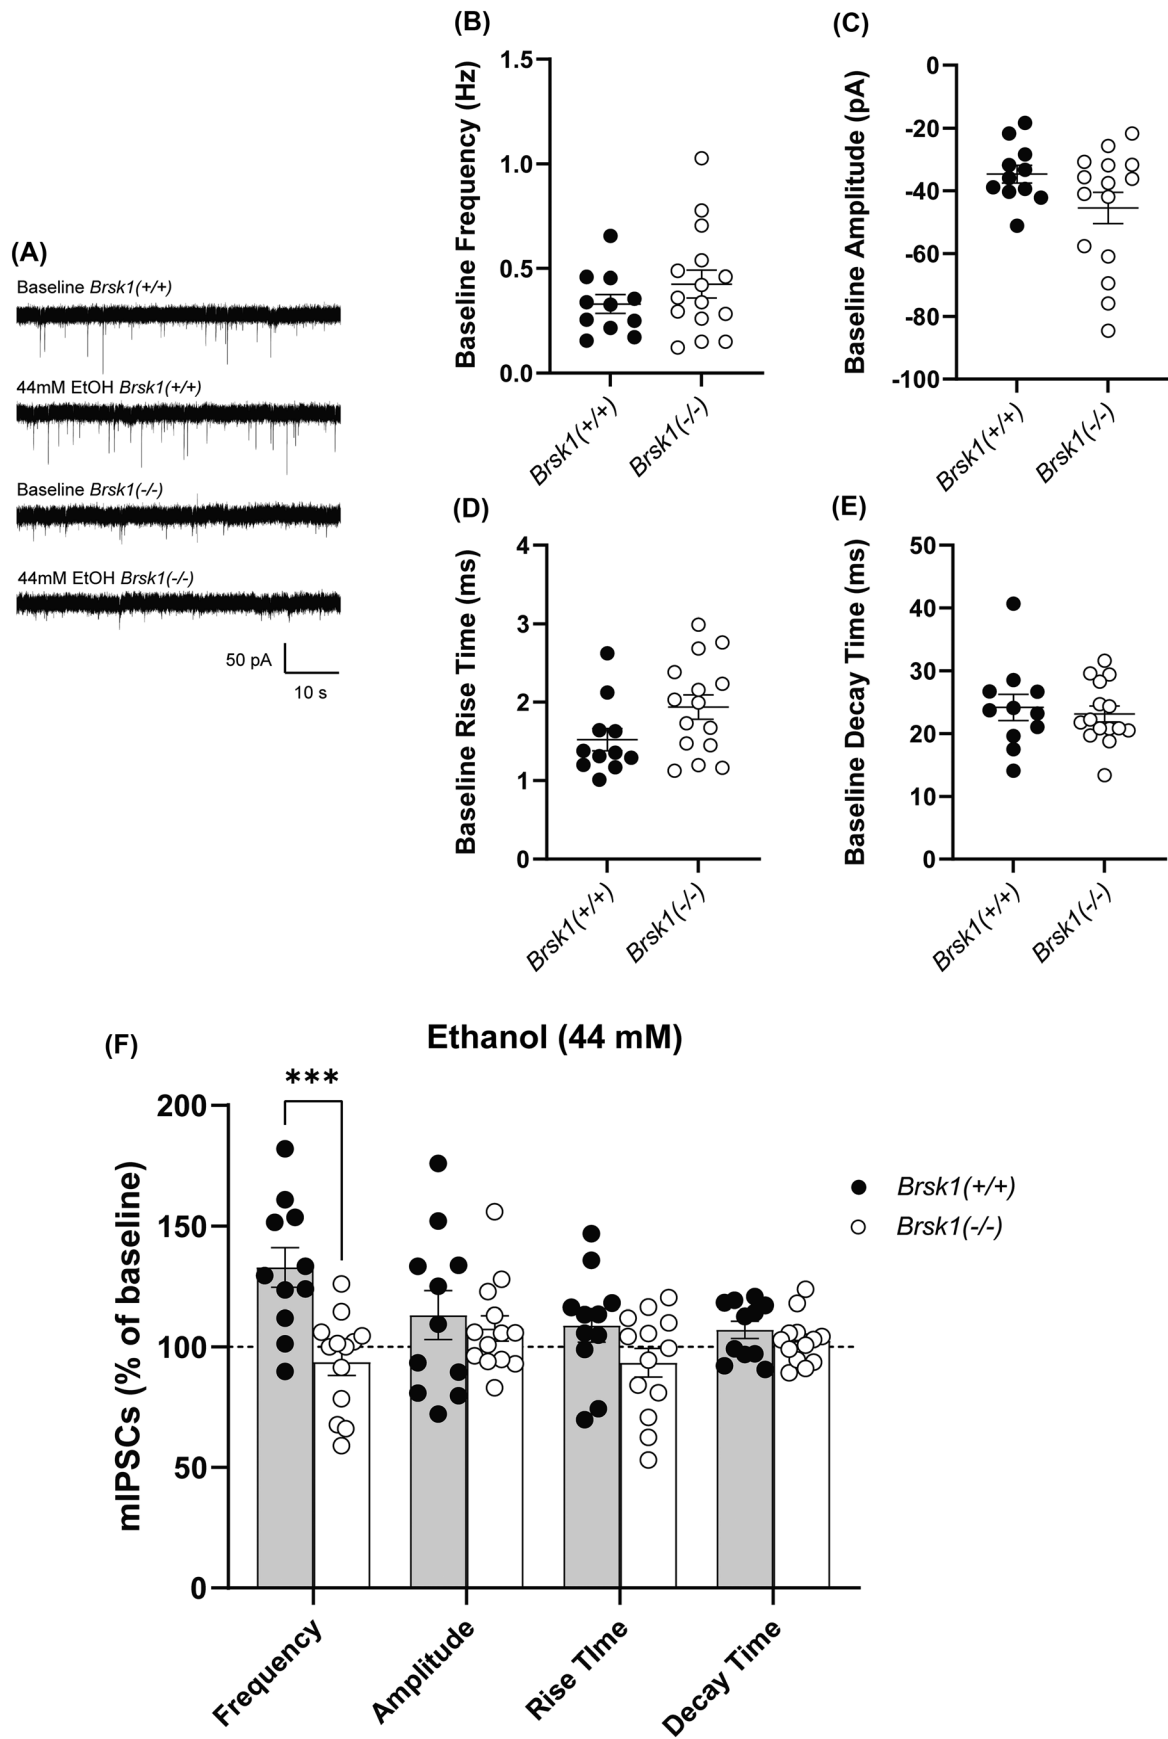 (A)
Baseline Brsk1(+/+)
44mM EtOH Brsk1(+/+)
Baseline Brsk1(-/-)
44mM EtOH Brsk1(-/-)
50 pA
10 s
(B)
Baseline Frequency (Hz)
1.5
1.0
0.5
0.0
Brsk1(+/+)
Brsk1(-/-)
(C)
Baseline Amplitude (pA)
0
-20
-40
-60
-80
-100
Brsk1(+/+)
Brsk1(-/-)
(D)
Baseline Rise Time (ms)
4
3
2
1
0
Brsk1(+/+)
Brsk1(-/-)
(E)
Baseline Decay Time (ms)
50
40
30
20
10
0
Brsk1(+/+)
Brsk1(-/-)
(F)
Ethanol (44 mM)
mIPSCs (% of baseline)
200
150
100
50
0
***
Frequency
Amplitude
Rise TIme
Decay Time
Brsk1(+/+)
Brsk1(-/-)